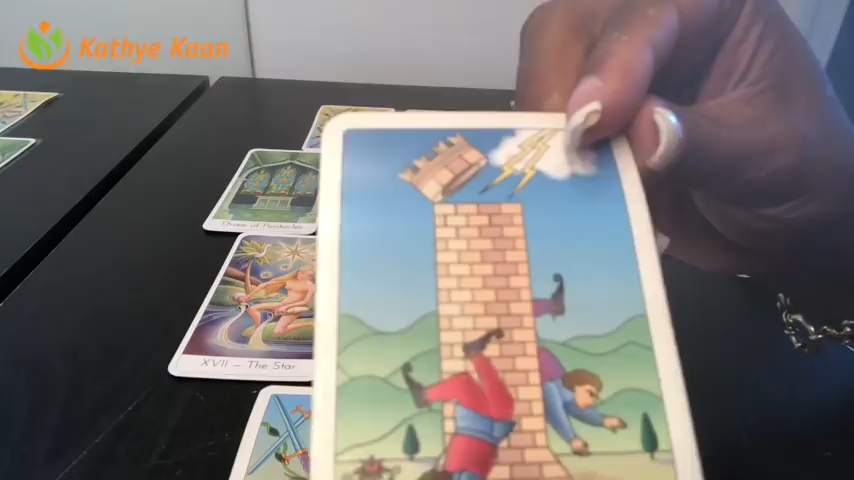 Kathye Kaan
Three of Pentacles
XVII - The Star